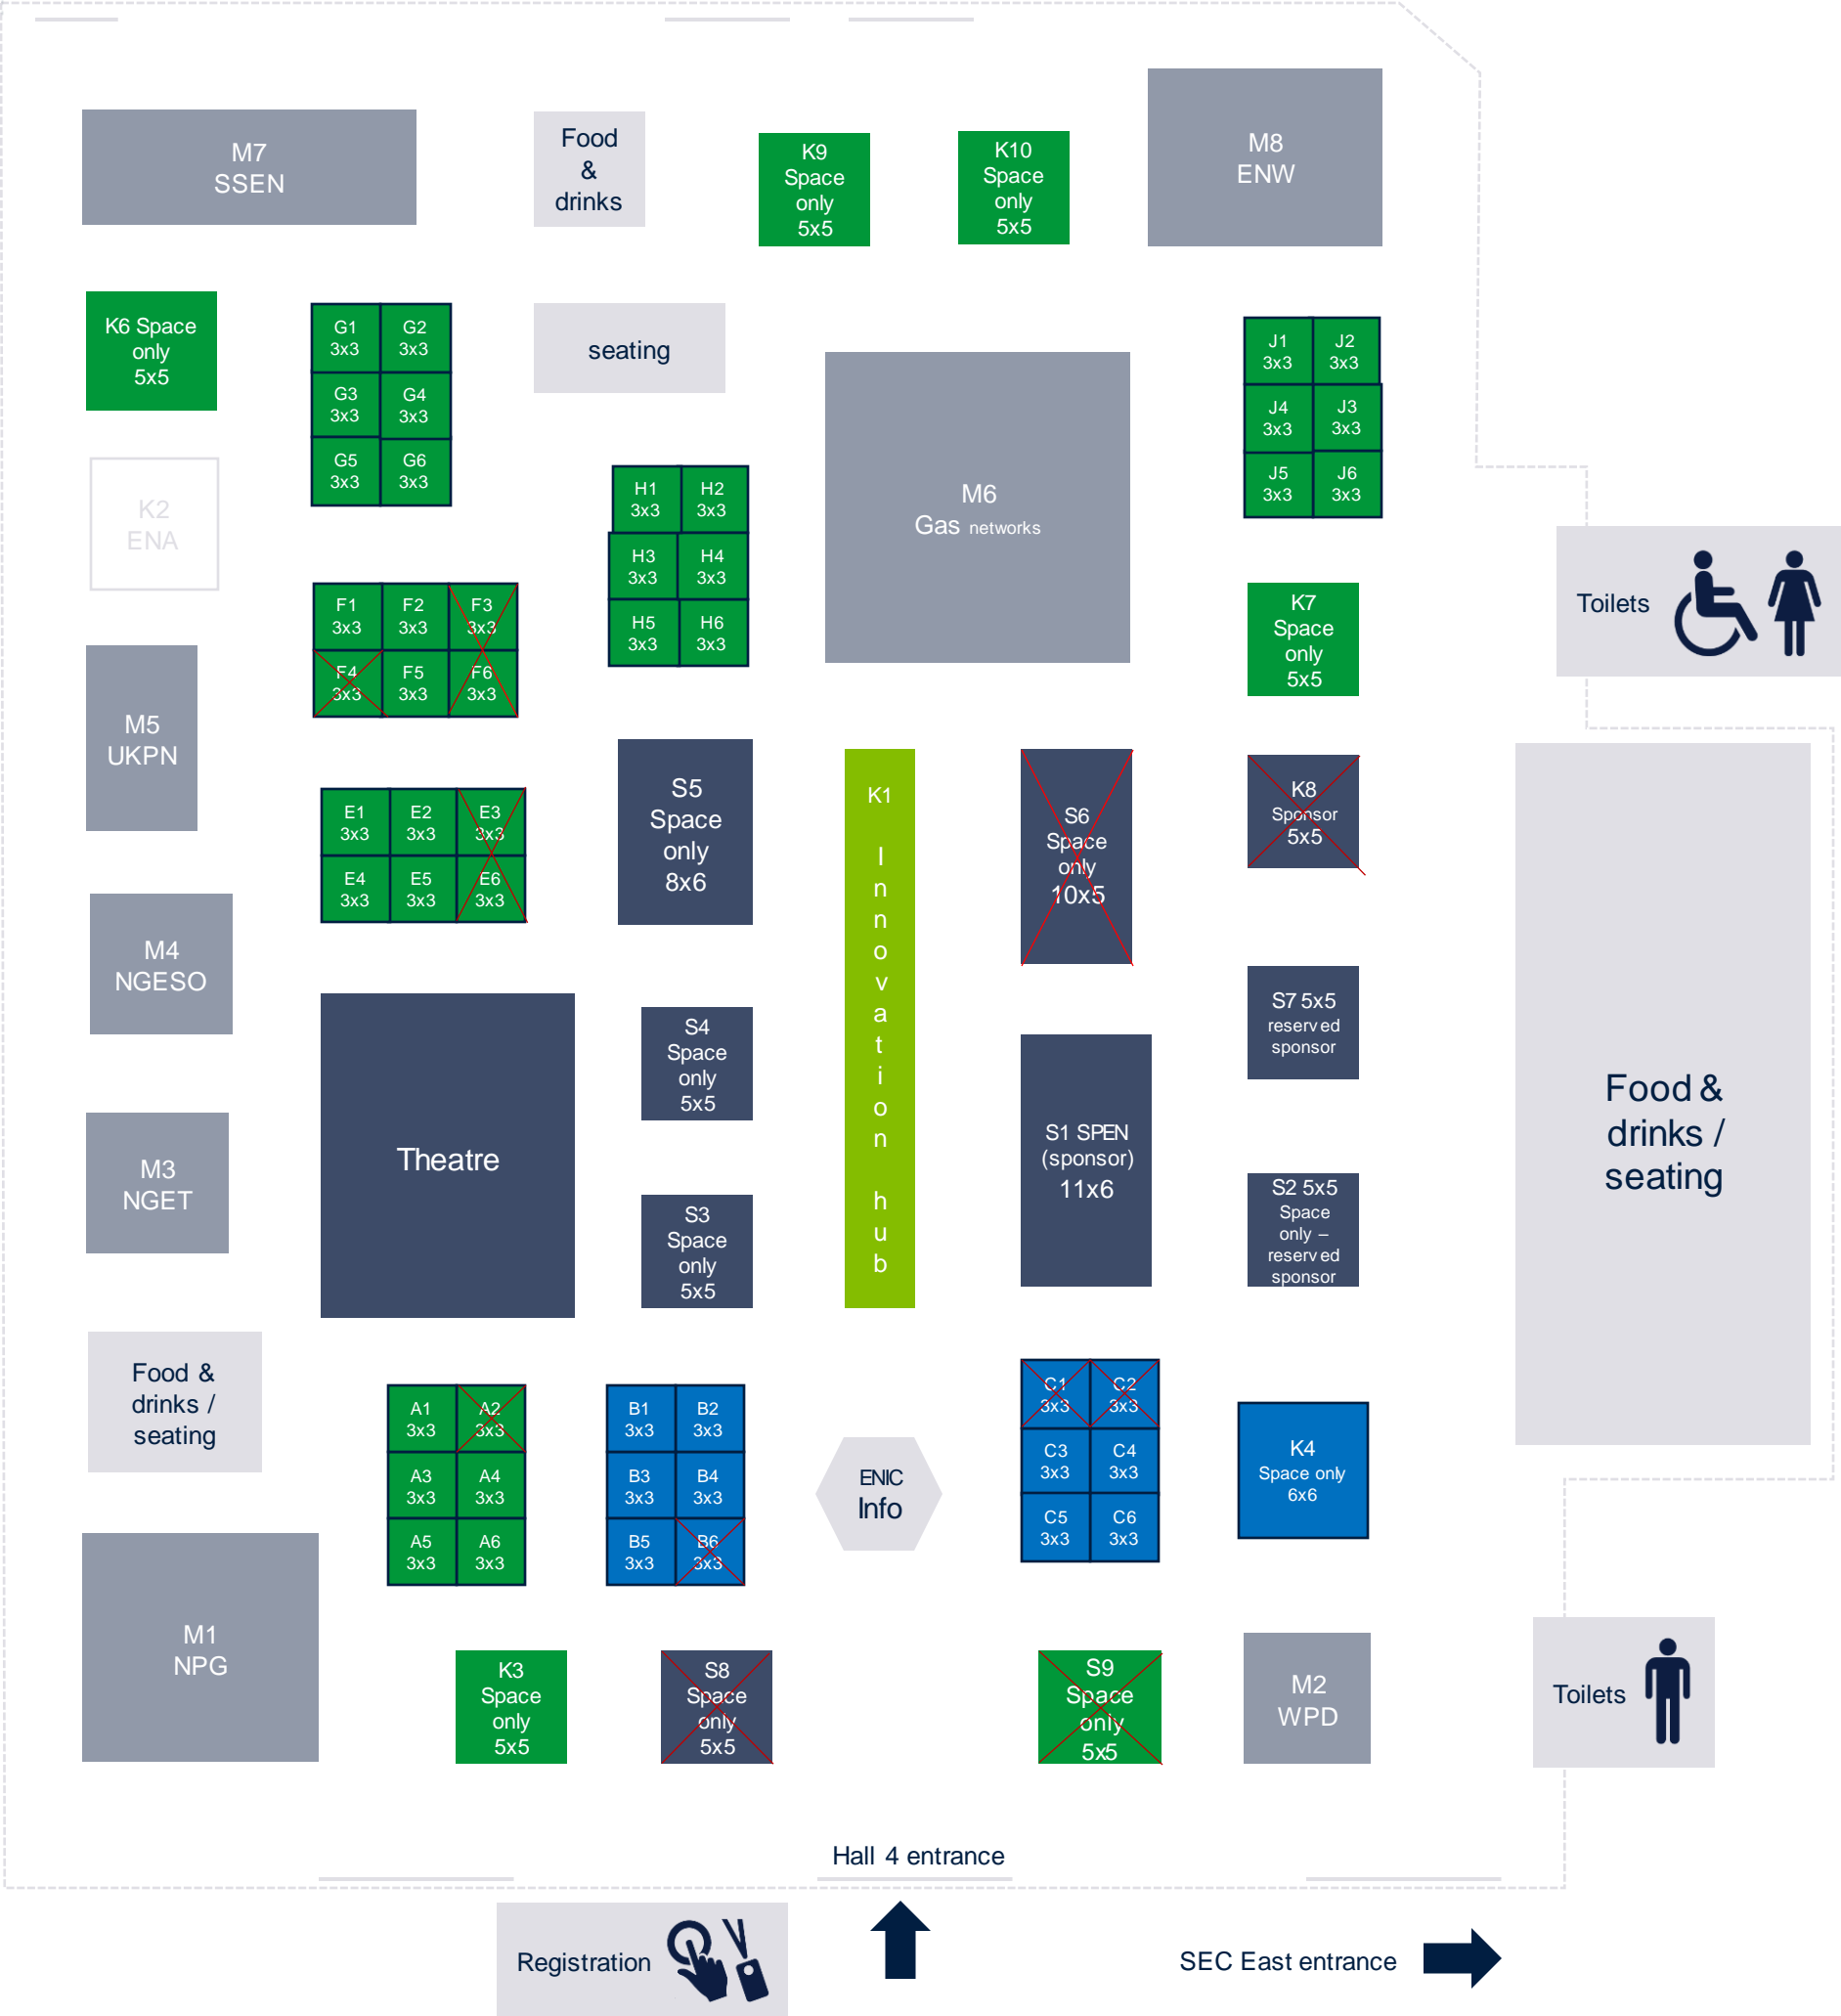 M7
SSEN
Food
&
drinks
K9
Space
only
5x5
K10
Space
only
5x5
M8
ENW
K6 Space
only
5x5
G1
3x3
G2
3x3
G3
3x3
G4
3x3
G5
3x3
G6
3x3
seating
J1
3x3
J2
3x3
J4
3x3
J3
3x3
J5
3x3
J6
3x3
K2
ENA
H1
3x3
H2
3x3
H3
3x3
H4
3x3
H5
3x3
H6
3x3
M6
Gas networks
Toilets
F1
3x3
F2
3x3
F3
3x3
F4
3x3
F5
3x3
F6
3x3
K7
Space
only
5x5
M5
UKPN
E1
3x3
E2
3x3
E3
3x3
E4
3x3
E5
3x3
E6
3x3
S5
Space
only
8x6
K1
Innovation hub
S6
Space
only
10x5
K8
Sponsor
5x5
M4
NGESO
S7 5x5
reserved
sponsor
Theatre
S4
Space
only
5x5
S1 SPEN
(sponsor)
11x6
Food &
drinks /
seating
M3
NGET
S3
Space
only
5x5
S2 5x5
Space
only –
reserved
sponsor
Food &
drinks /
seating
A1
3x3
A2
3x3
A3
3x3
A4
3x3
A5
3x3
A6
3x3
B1
3x3
B2
3x3
B3
3x3
B4
3x3
B5
3x3
B6
3x3
ENIC
Info
C1
3x3
C2
3x3
C3
3x3
C4
3x3
C5
3x3
C6
3x3
K4
Space only
6x6
M1
NPG
K3
Space
only
5x5
S8
Space
only
5x5
S9
Space
only
5x5
M2
WPD
Toilets
Hall 4 entrance
Registration
SEC East entrance